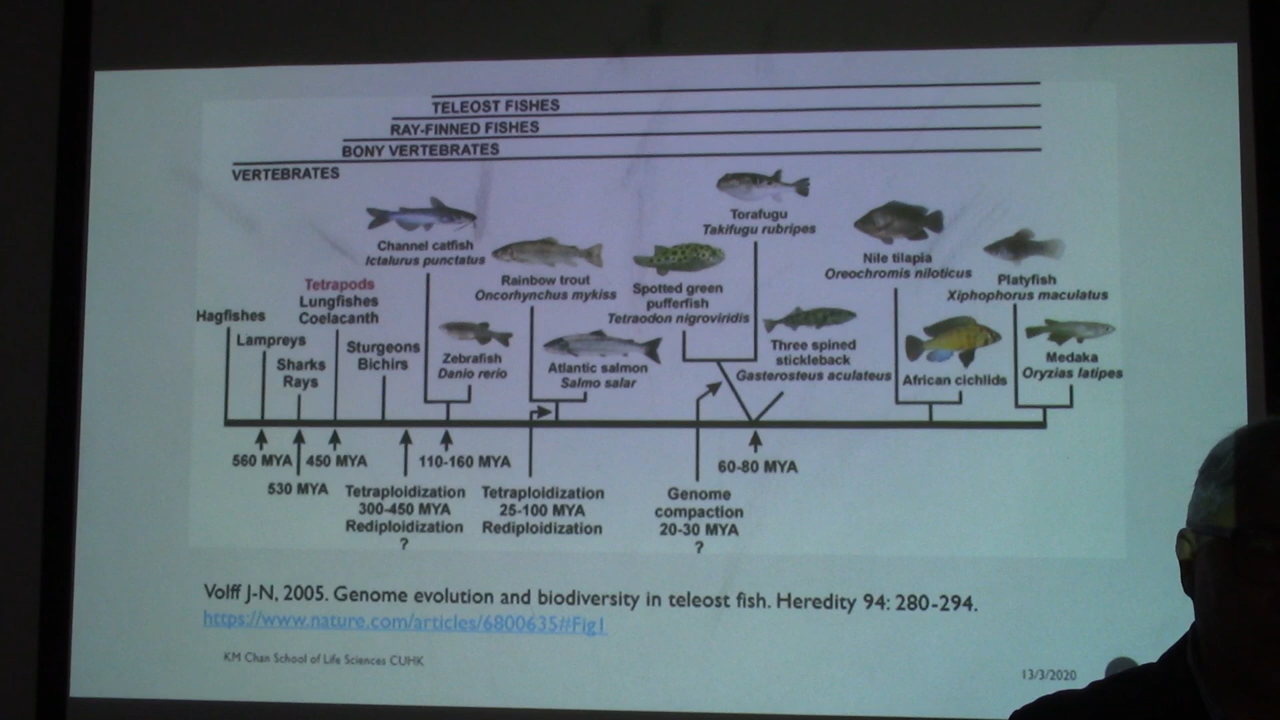 TELEOST FISHES
RAY-FINNED FISHES
BONY VERTEBRATES
VERTEBRATES
Hagfishes
Lampreys
Sharks
Rays
Tetrapods
Lungfishes
Coelacanth
Sturgeons
Bichirs
Channel catfish
Ictalurus punctatus
Zebrafish
Danio rerio
Rainbow trout
Oncorhynchus mykiss
Atlantic salmon
Salmo salar
Spotted green
pufferfish
Tetraodon nigroviridis
Torafugu
Takifugu rubripes
Three spined
stickleback
Gasterosteus aculateus
Nile tilapia
Oreochromis niloticus
African cichlids
Platyfish
Xiphophorus maculatus
Medaka
Oryzias latipes
560 MYA
530 MYA
450 MYA
Tetraploidization
300-450 MYA
Rediploidization
?
110-160 MYA
Tetraploidization
25-100 MYA
Rediploidization
Genome
compaction
20-30 MYA
?
60-80 MYA
Volff J-N, 2005. Genome evolution and biodiversity in teleost fish. Heredity 94: 280-294.
https://www.nature.com/articles/6800635#Fig1
KM Chan School of Life Sciences CUHK
13/3/2020